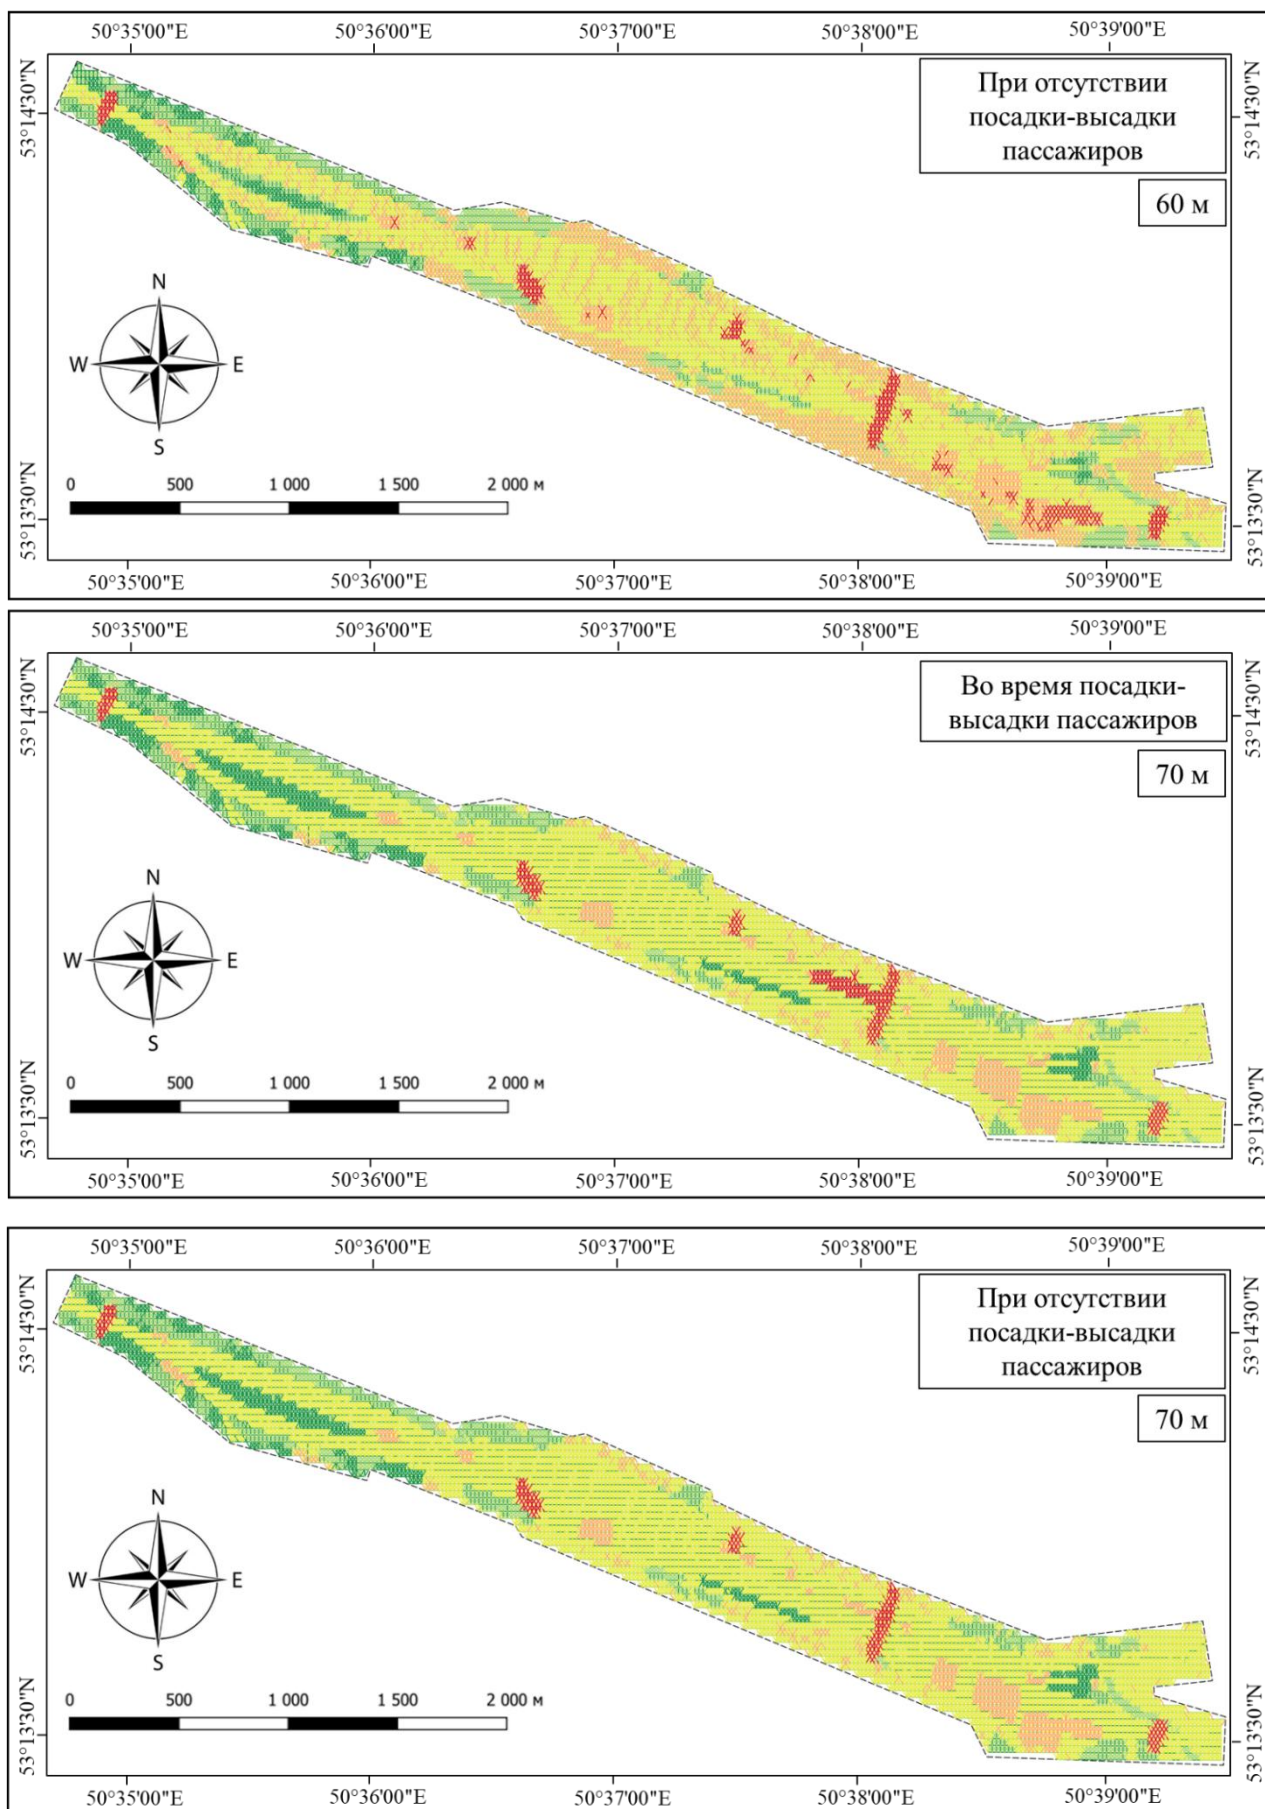 50°35'00"E 50°36'00"E 50°37'00"E 50°38'00"E 50°39'00"E
53°14'30"N
53°14'30"N
При отсутствии
посадки-высадки
пассажиров
60 м
N
W E
S
0 500 1 000 1 500 2 000 м
53°13'30"N
53°13'30"N
50°35'00"E 50°36'00"E 50°37'00"E 50°38'00"E 50°39'00"E
50°35'00"E 50°36'00"E 50°37'00"E 50°38'00"E 50°39'00"E
53°14'30"N
53°14'30"N
Во время посадки-
высадки пассажиров
70 м
N
W E
S
0 500 1 000 1 500 2 000 м
53°13'30"N
53°13'30"N
50°35'00"E 50°36'00"E 50°37'00"E 50°38'00"E 50°39'00"E
50°35'00"E 50°36'00"E 50°37'00"E 50°38'00"E 50°39'00"E
53°14'30"N
53°14'30"N
При отсутствии
посадки-высадки
пассажиров
70 м
N
W E
S
0 500 1 000 1 500 2 000 м
53°13'30"N
53°13'30"N
50°35'00"E 50°36'00"E 50°37'00"E 50°38'00"E 50°39'00"E